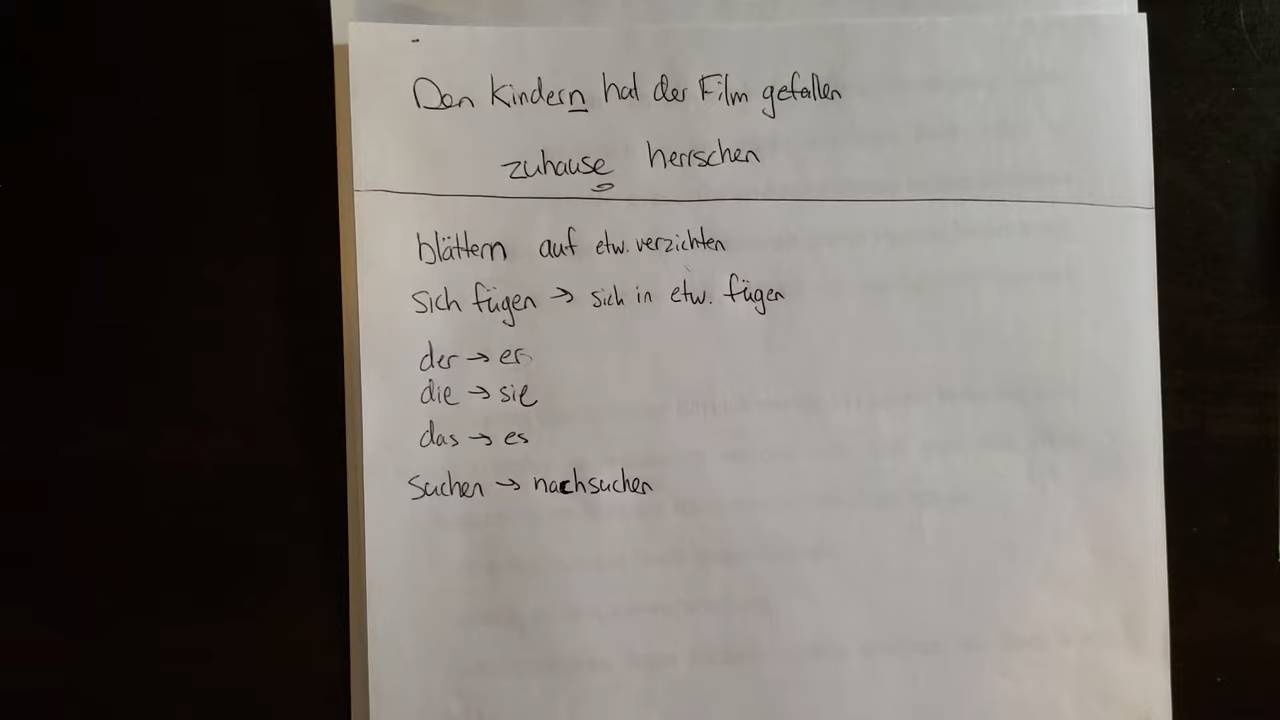 Den Kindern hat der Film gefallen
zuhause herrschen
blättern auf etw. verzichten
sich fügen → sich in etw. fügen
der → er
die → sie
das → es
suchen → nachsuchen